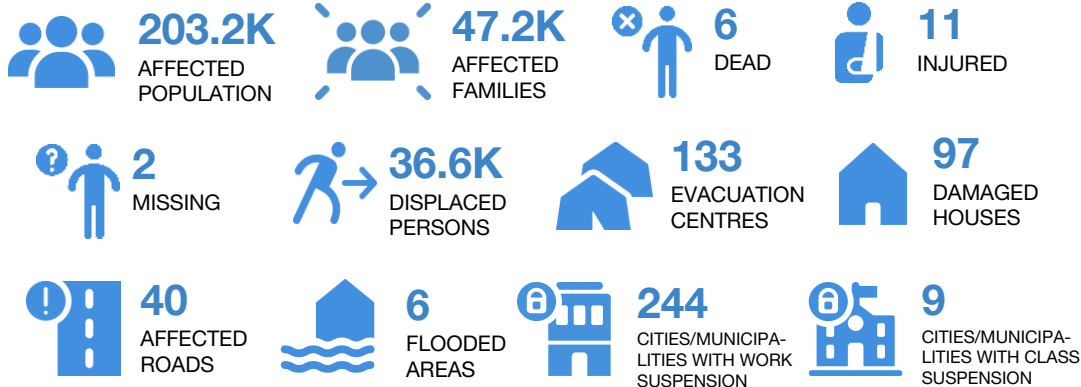 203.2K
AFFECTED
POPULATION
47.2K
AFFECTED
FAMILIES
6
DEAD
11
INJURED
2
MISSING
36.6K
DISPLACED
PERSONS
133
EVACUATION
CENTRES
97
DAMAGED
HOUSES
40
AFFECTED
ROADS
6
FLOODED
AREAS
244
CITIES/MUNICIPA-
LITIES WITH WORK
SUSPENSION
9
CITIES/MUNICIPA-
LITIES WITH CLASS
SUSPENSION